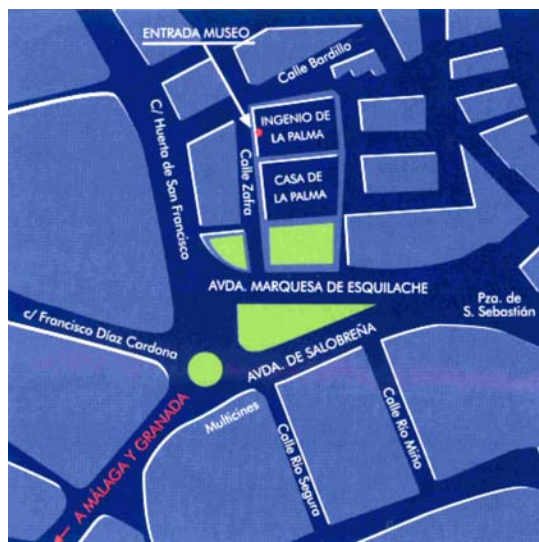 ENTRADA MUSEO
Calle Bardillo
INGENIO DE
LA PALMA
C/ Huerta de San Francisco
Calle Zafra
CASA DE
LA PALMA
AVDA. MARQUESA DE ESQUILACHE
Pza. de
S. Sebastián
c/ Francisco Díaz Cardona
AVDA. DE SALOBREÑA
Multicines
Calle Río Segura
Calle Río Miño
A MÁLAGA Y GRANADA